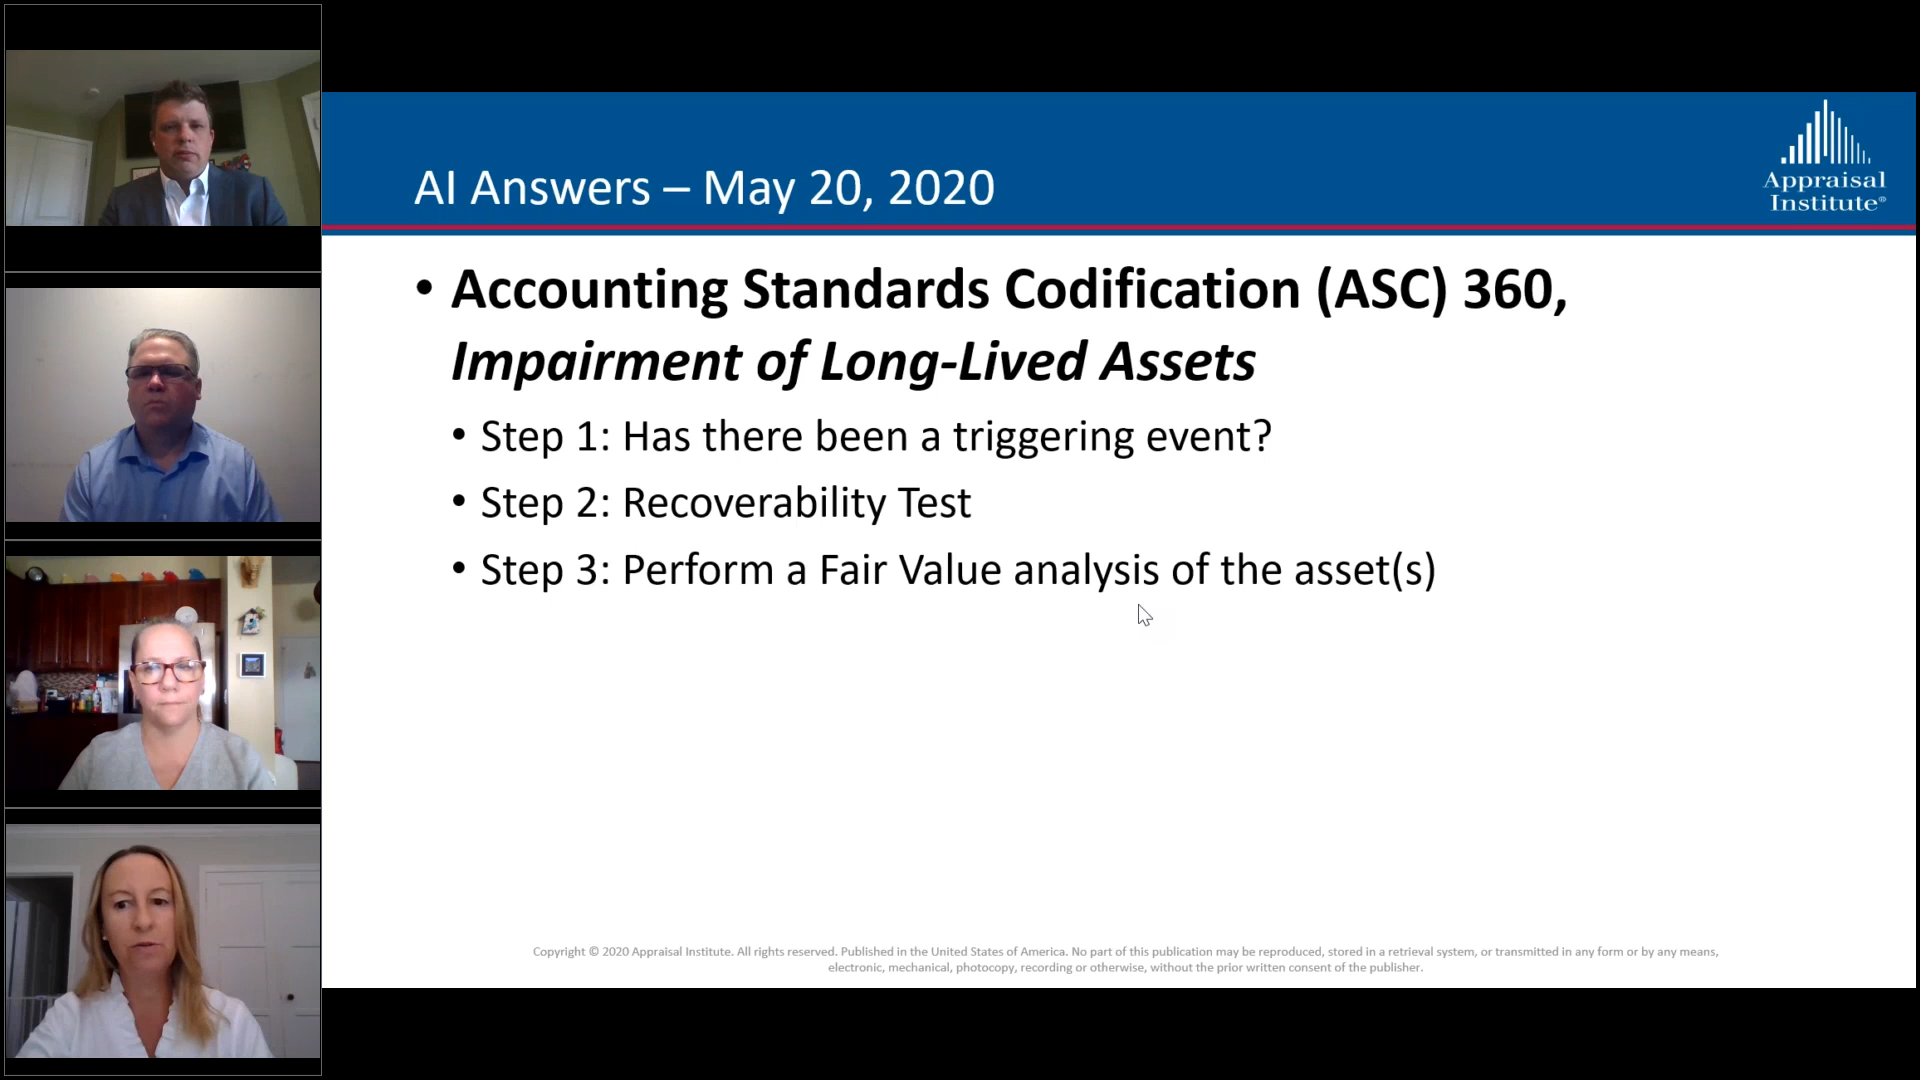 AI Answers – May 20, 2020
Appraisal
Institute®
• Accounting Standards Codification (ASC) 360,
Impairment of Long-Lived Assets
• Step 1: Has there been a triggering event?
• Step 2: Recoverability Test
• Step 3: Perform a Fair Value analysis of the asset(s)
Copyright © 2020 Appraisal Institute. All rights reserved. Published in the United States of America. No part of this publication may be reproduced, stored in a retrieval system, or transmitted in any form or by any means,
electronic, mechanical, photocopy, recording or otherwise, without the prior written consent of the publisher.